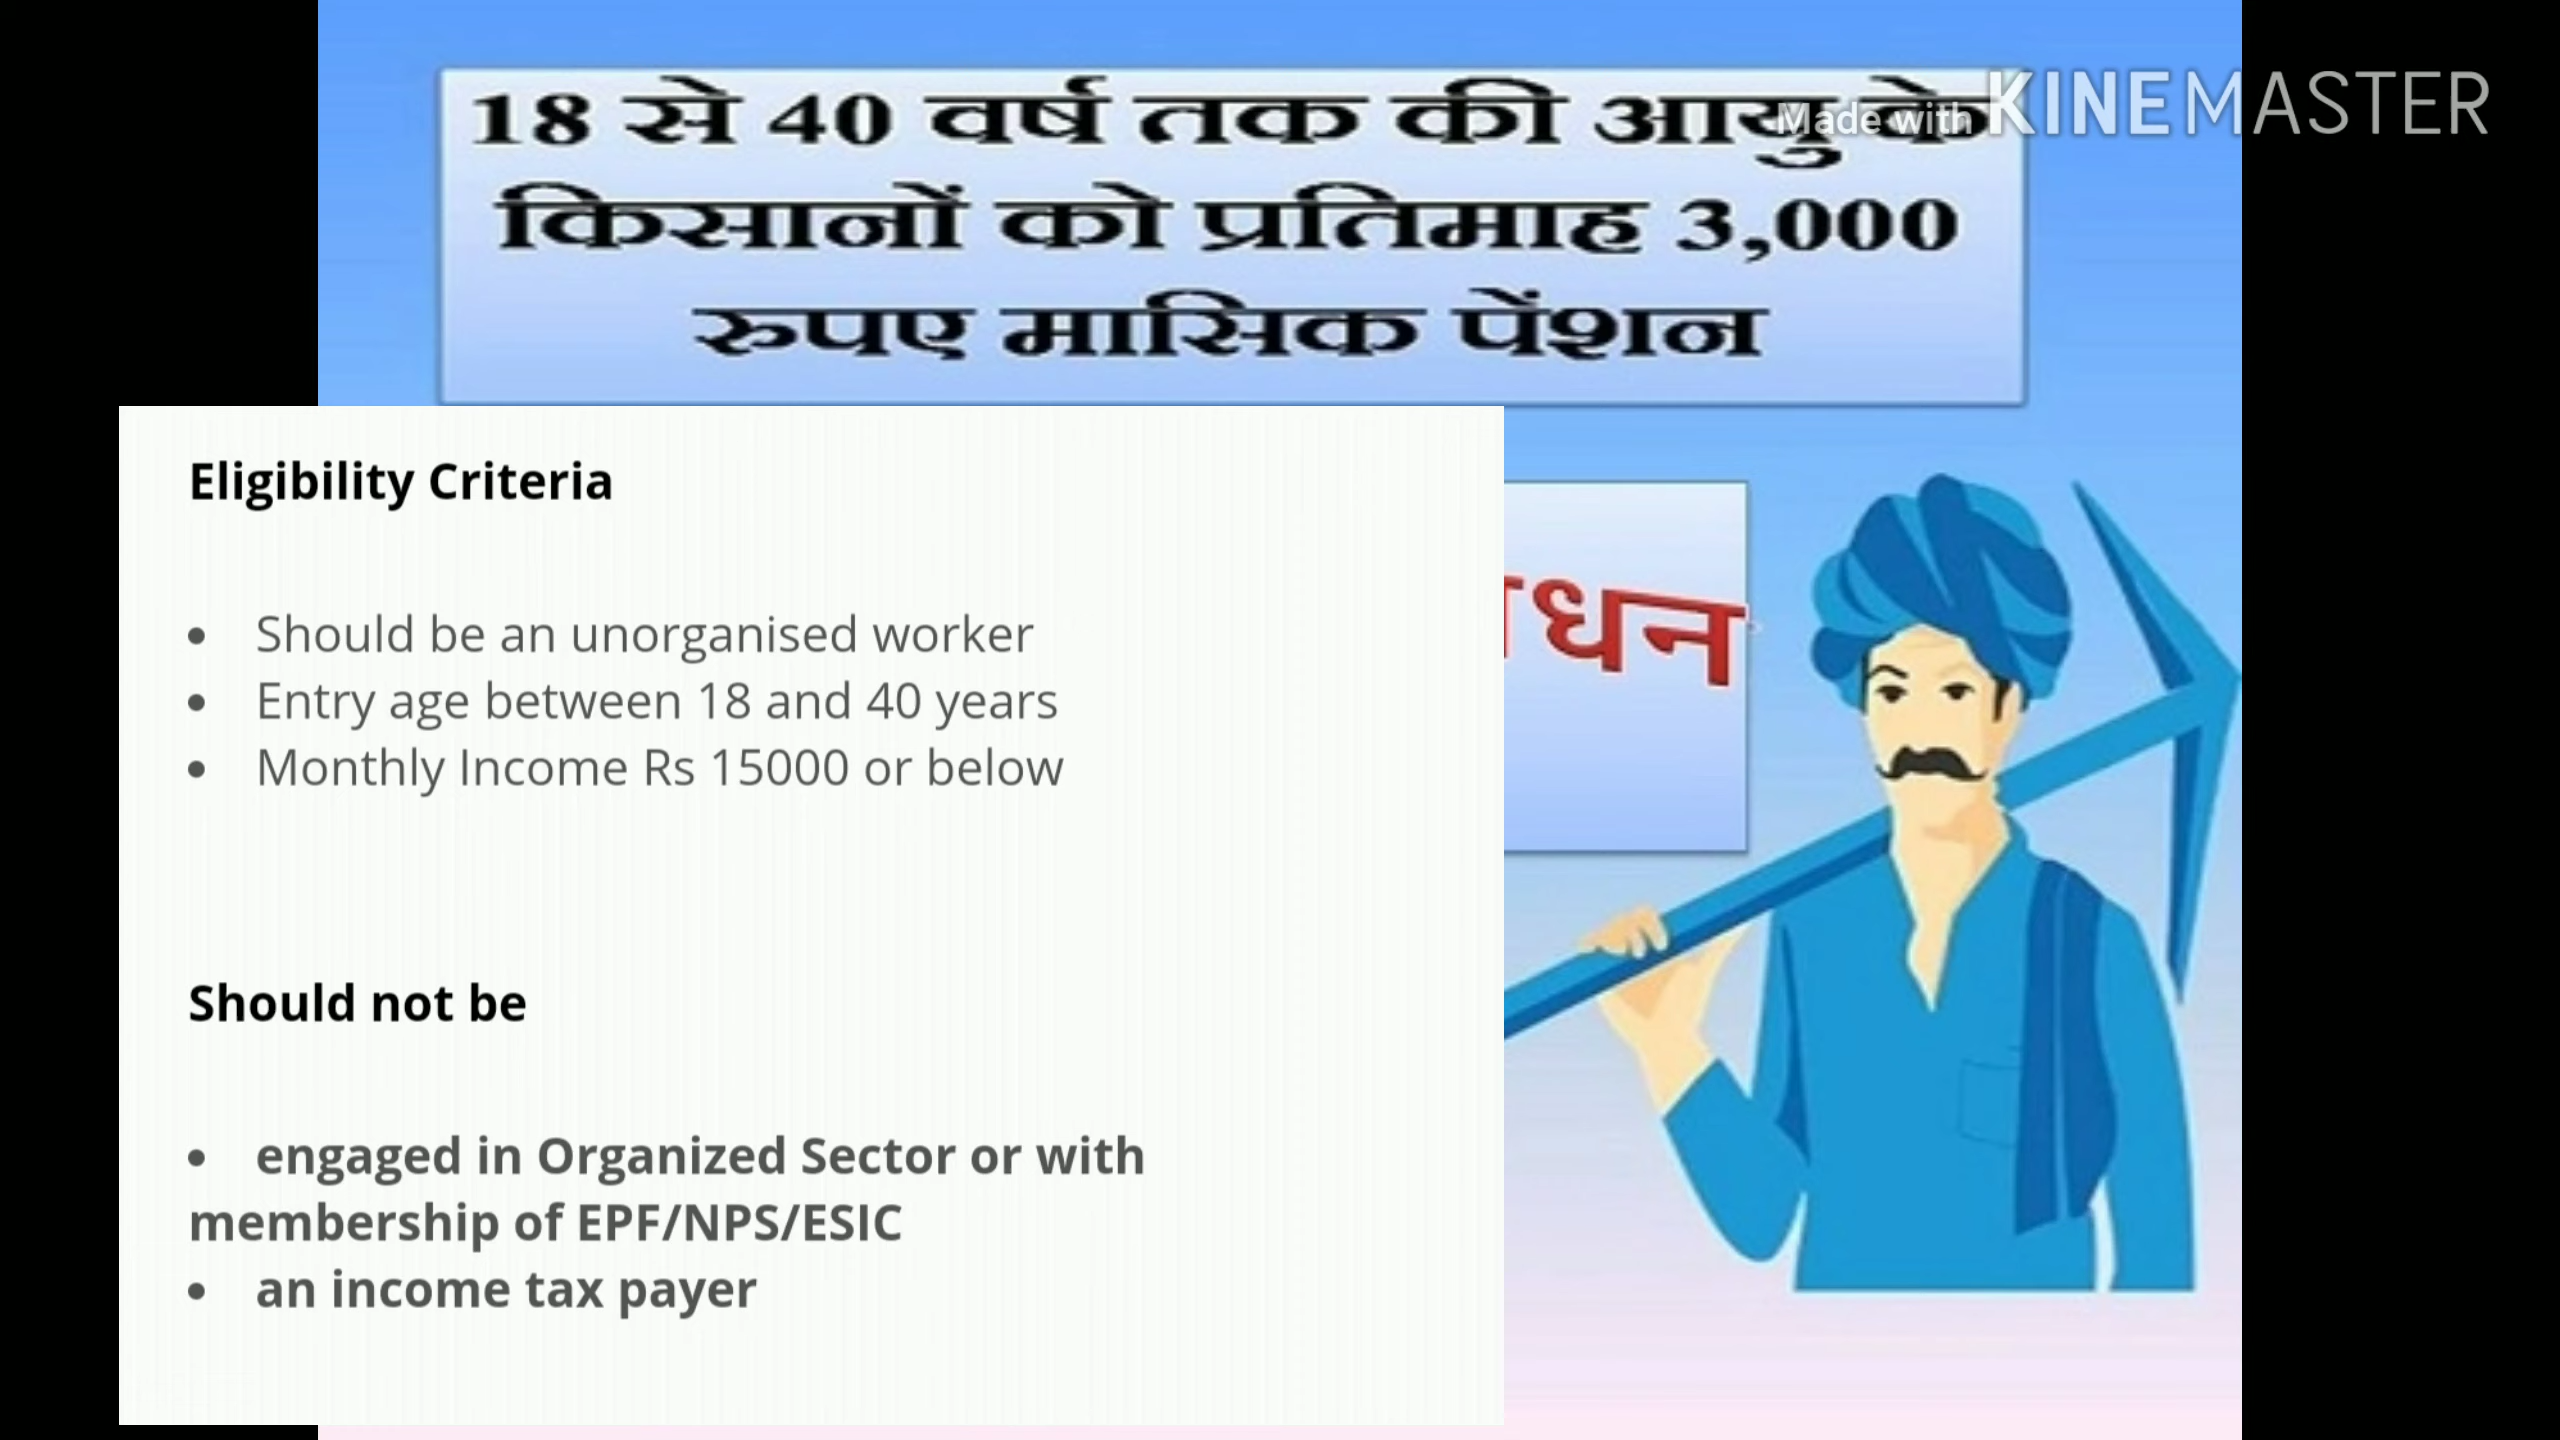 18 से 40 वर्ष तक की आयु के
किसानों को प्रतिमाह 3,000
रुपए मासिक पेंशन
Made with KINEMASTER
Eligibility Criteria
• Should be an unorganised worker
• Entry age between 18 and 40 years
• Monthly Income Rs 15000 or below
धन
Should not be
• engaged in Organized Sector or with
membership of EPF/NPS/ESIC
• an income tax payer